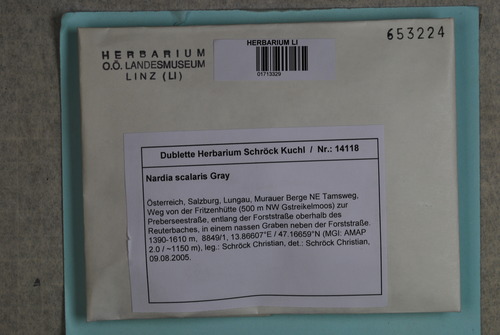 HERBARIUM
O.Ö. LANDESMUSEUM
LINZ (LI)
HERBARIUM LI
01713329
653224
Dublette Herbarium Schröck Kuchl / Nr.: 14118
Nardia scalaris Gray
Österreich, Salzburg, Lungau, Murauer Berge NE Tamsweg,
Weg von der Fritzenhütte (500 m NW Gstreikelmoos) zur
Preberseestraße, entlang der Forststraße oberhalb des
Reuterbaches, in einem nassen Graben neben der Forststraße.
1390-1610 m, 8849/1, 13.86607°E / 47.16659°N (MGI: AMAP
2.0 / ~1150 m), leg.: Schröck Christian, det.: Schröck Christian,
09.08.2005.